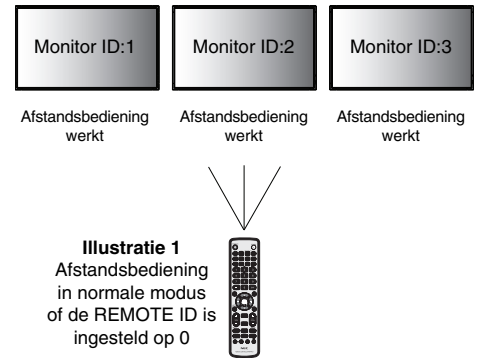 Monitor ID:1
Monitor ID:2
Monitor ID:3
Afstandsbediening
werkt
Afstandsbediening
werkt
Afstandsbediening
werkt
Illustratie 1
Afstandsbediening
in normale modus
of de REMOTE ID is
ingesteld op 0